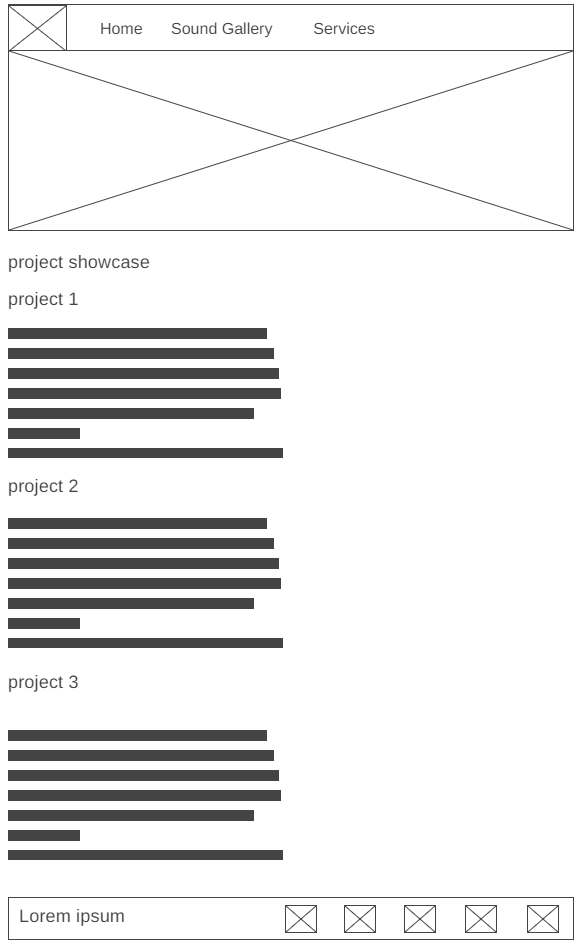 Home Sound Gallery Services
project showcase
project 1
project 2
project 3
Lorem ipsum